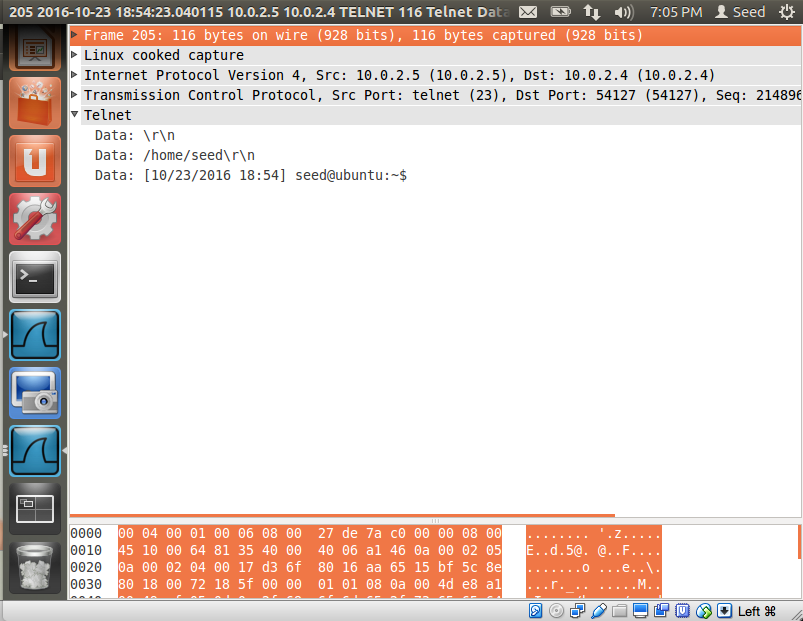 205 2016-10-23 18:54:23.040115 10.0.2.5 10.0.2.4 TELNET 116 Telnet Data 7:05 PM Seed
Frame 205: 116 bytes on wire (928 bits), 116 bytes captured (928 bits)
Linux cooked capture
Internet Protocol Version 4, Src: 10.0.2.5 (10.0.2.5), Dst: 10.0.2.4 (10.0.2.4)
Transmission Control Protocol, Src Port: telnet (23), Dst Port: 54127 (54127), Seq: 214896
Telnet
Data: \r\n
Data: /home/seed\r\n
Data: [10/23/2016 18:54] seed@ubuntu:~$
0000 00 04 00 01 00 06 08 00 27 de 7a c0 00 00 08 00 ........ '.z.....
0010 45 10 00 64 81 35 40 00 40 06 a1 46 0a 00 02 05 E..d.5@. @..F....
0020 0a 00 02 04 00 17 d3 6f 80 16 aa 65 15 bf 5c 8e .......o ...e..\.
0030 80 18 00 72 18 5f 00 00 01 01 08 0a 00 4d e8 a1 ...r._.. .....M..
Left ⌘